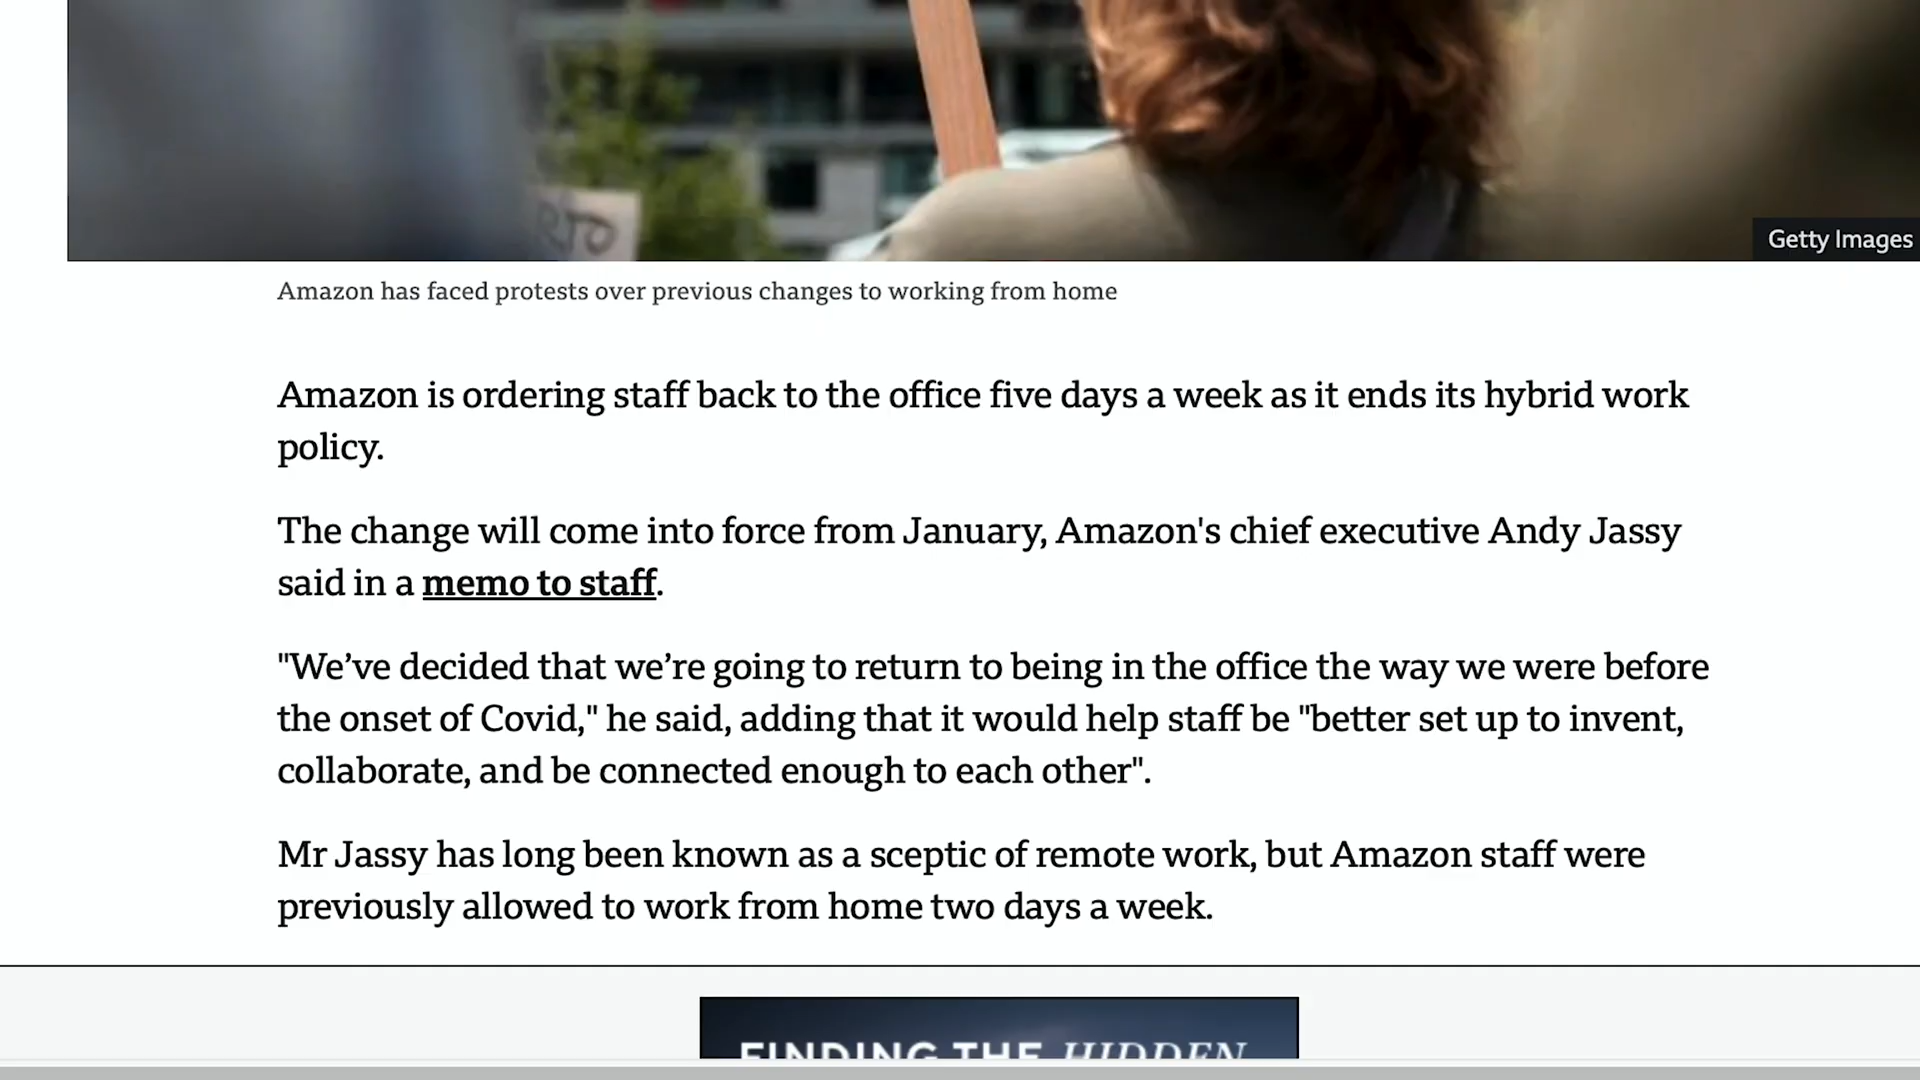 RTO
Getty Images
Amazon has faced protests over previous changes to working from home
Amazon is ordering staff back to the office five days a week as it ends its hybrid work
policy.
The change will come into force from January, Amazon's chief executive Andy Jassy
said in a memo to staff.
"We’ve decided that we’re going to return to being in the office the way we were before
the onset of Covid," he said, adding that it would help staff be "better set up to invent,
collaborate, and be connected enough to each other".
Mr Jassy has long been known as a sceptic of remote work, but Amazon staff were
previously allowed to work from home two days a week.
FINDING THE HIDDEN